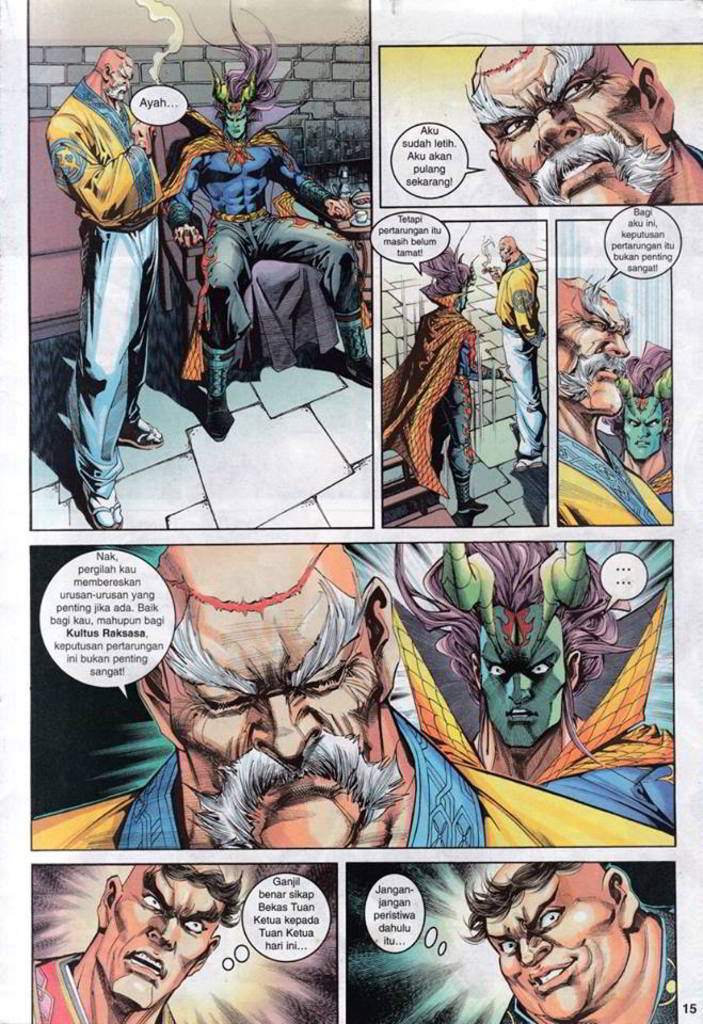 Ayah...
Aku
sudah letih.
Aku akan
pulang
sekarang!
Tetapi
pertarungan itu
masih belum
tamat!
Bagi
aku ini,
keputusan
pertarungan itu
bukan penting
sangat!
Nak,
pergilah kau
membereskan
urusan-urusan yang
penting jika ada. Baik
bagi kau, mahupun bagi
Kultus Raksasa,
keputusan pertarungan
ini bukan penting
sangat!
...
...
Ganjil
benar sikap
Bekas Tuan
Ketua kepada
Tuan Ketua
hari ini...
Jangan-
jangan
peristiwa
dahulu
itu...
15